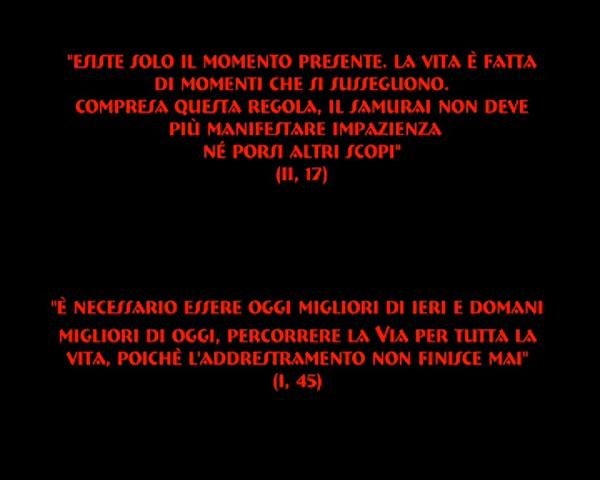 "ESISTE SOLO IL MOMENTO PRESENTE. LA VITA È FATTA
DI MOMENTI CHE SI SUSSEGUONO.
COMPRESA QUESTA REGOLA, IL SAMURAI NON DEVE
PIÙ MANIFESTARE IMPAZIENZA
NÉ PORSI ALTRI SCOPI"
(II, 17)
"È NECESSARIO ESSERE OGGI MIGLIORI DI IERI E DOMANI
MIGLIORI DI OGGI, PERCORRERE LA VIA PER TUTTA LA
VITA, POICHÈ L'ADDRESTRAMENTO NON FINISCE MAI"
(I, 45)